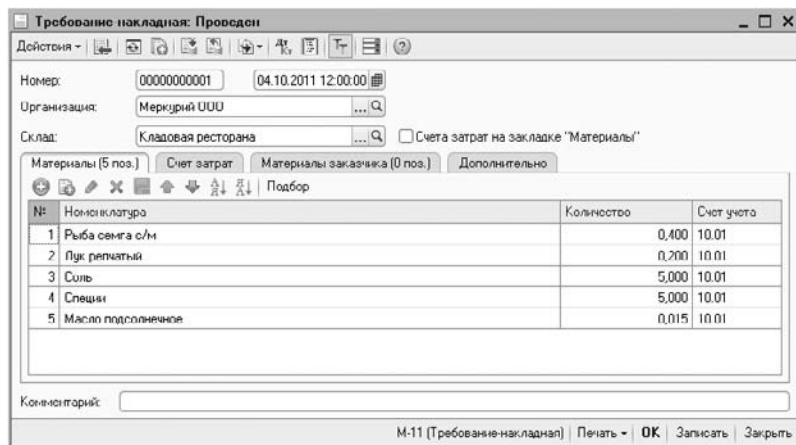 Требование-накладная: Проведен
Действия
Номер: 00000000001 04.10.2011 12:00:00
Организация: Меркурий ООО ...
Склад: Кладовая ресторана ... Счета затрат на закладке "Материалы"
Материалы (5 поз.) Счет затрат Материалы заказчика (0 поз.) Дополнительно
Подбор
№ Номенклатура Количество Счет учета
1 Рыба семга с/м 0,400 10.01
2 Лук репчатый 0,200 10.01
3 Соль 5,000 10.01
4 Специи 5,000 10.01
5 Масло подсолнечное 0,015 10.01
Комментарий:
М-11 (Требование-накладная) Печать OK Записать Закрыть